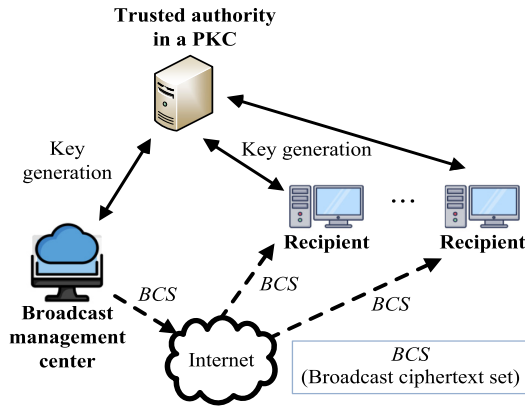 Trusted authority
in a PKC
Key
generation
Key generation
...
Recipient
Recipient
BCS
BCS
BCS
Broadcast
management
center
Internet
BCS
(Broadcast ciphertext set)